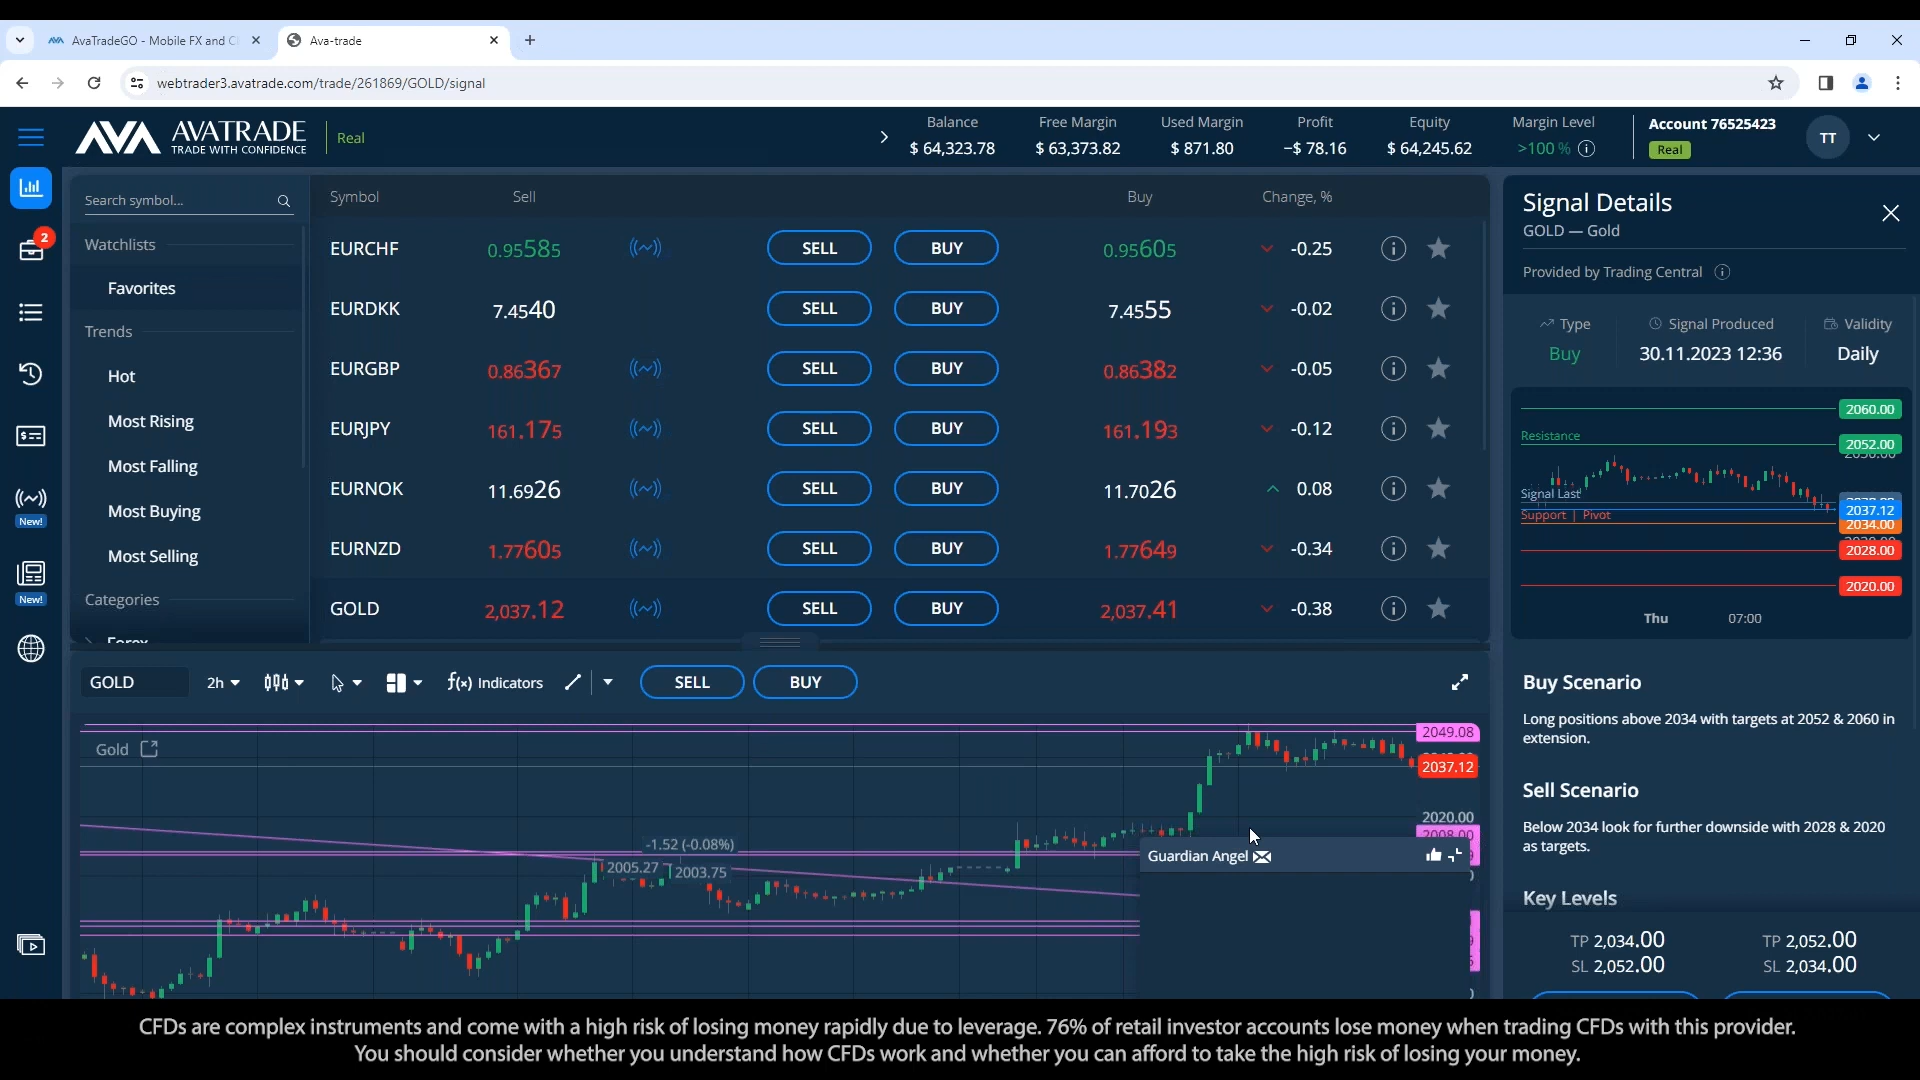 AvaTradeGO - Mobile FX and C
Ava-trade
webtrader3.avatrade.com/trade/261869/GOLD/signal
AVA AVATRADE
TRADE WITH CONFIDENCE
Real
Balance
$ 64,323.78
Free Margin
$ 63,373.82
Used Margin
$ 871.80
Profit
−$ 78.16
Equity
$ 64,245.62
Margin Level
>100 %
Account 76525423
Real
TT
2
New!
New!
Search symbol...
Watchlists
Favorites
Trends
Hot
Most Rising
Most Falling
Most Buying
Most Selling
Categories
Forex
Symbol Sell Buy Change, %
EURCHF 0.95585 SELL BUY 0.95605 -0.25
EURDKK 7.4540 SELL BUY 7.4555 -0.02
EURGBP 0.86367 SELL BUY 0.86382 -0.05
EURJPY 161.175 SELL BUY 161.193 -0.12
EURNOK 11.6926 SELL BUY 11.7026 0.08
EURNZD 1.77605 SELL BUY 1.77649 -0.34
GOLD 2,037.12 SELL BUY 2,037.41 -0.38
GOLD 2h f(x) Indicators SELL BUY
Gold
2049.08
2037.12
2020.00
2008.00
-1.52 (-0.08%)
2005.27
2003.75
Guardian Angel
Signal Details
GOLD — Gold
Provided by Trading Central
Type
Buy
Signal Produced
30.11.2023 12:36
Validity
Daily
2060.00
Resistance
2052.00
Signal Last
2037.12
Support | Pivot
2034.00
2028.00
2020.00
Thu 07:00
Buy Scenario
Long positions above 2034 with targets at 2052 & 2060 in
extension.
Sell Scenario
Below 2034 look for further downside with 2028 & 2020
as targets.
Key Levels
TP 2,034.00 TP 2,052.00
SL 2,052.00 SL 2,034.00
CFDs are complex instruments and come with a high risk of losing money rapidly due to leverage. 76% of retail investor accounts lose money when trading CFDs with this provider.
You should consider whether you understand how CFDs work and whether you can afford to take the high risk of losing your money.